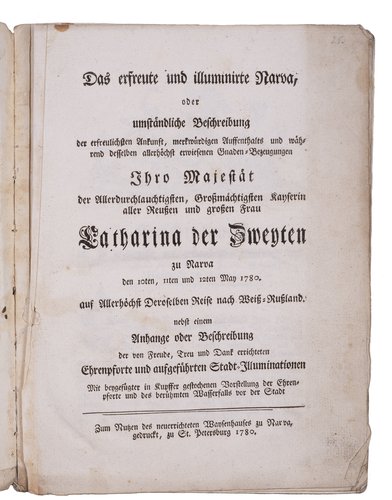 Das erfreute und illuminirte Narva,
oder
umständliche Beschreibung
der erfreulichsten Ankunft, merkwürdigen Auffenthalts und wäh-
rend desselben allerhöchst erwiesenen Gnaden-Bezeugungen
Ihro Majestät
der Allerdurchlauchtigsten, Großmächtigsten Kayserin
aller Reußen und großen Frau
Catharina der Zweyten
zu Narva
den 10ten, 11ten und 12ten May 1780.
auf Allerhöchst Deroselben Reise nach Weiß-Rußland.
nebst einem
Anhange oder Beschreibung
der von Freude, Treu und Dank errichteten
Ehrenpforte und aufgeführten Stadt-Illuminationen
Mit beygefügter in Kupffer gestochenen Vorstellung der Ehren-
pforte und des berühmten Wasserfalls vor der Stadt
Zum Nutzen des neuerrichteten Waysenhauses zu Narva,
gedruckt, zu St. Petersburg 1780.